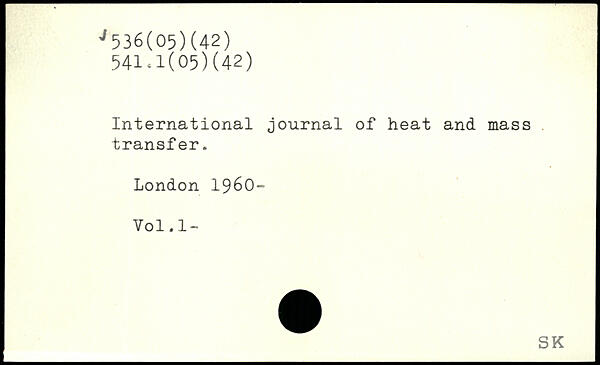 536(05)(42)
541.1(05)(42)
International journal of heat and mass
transfer.
London 1960-
Vol.1-
SK